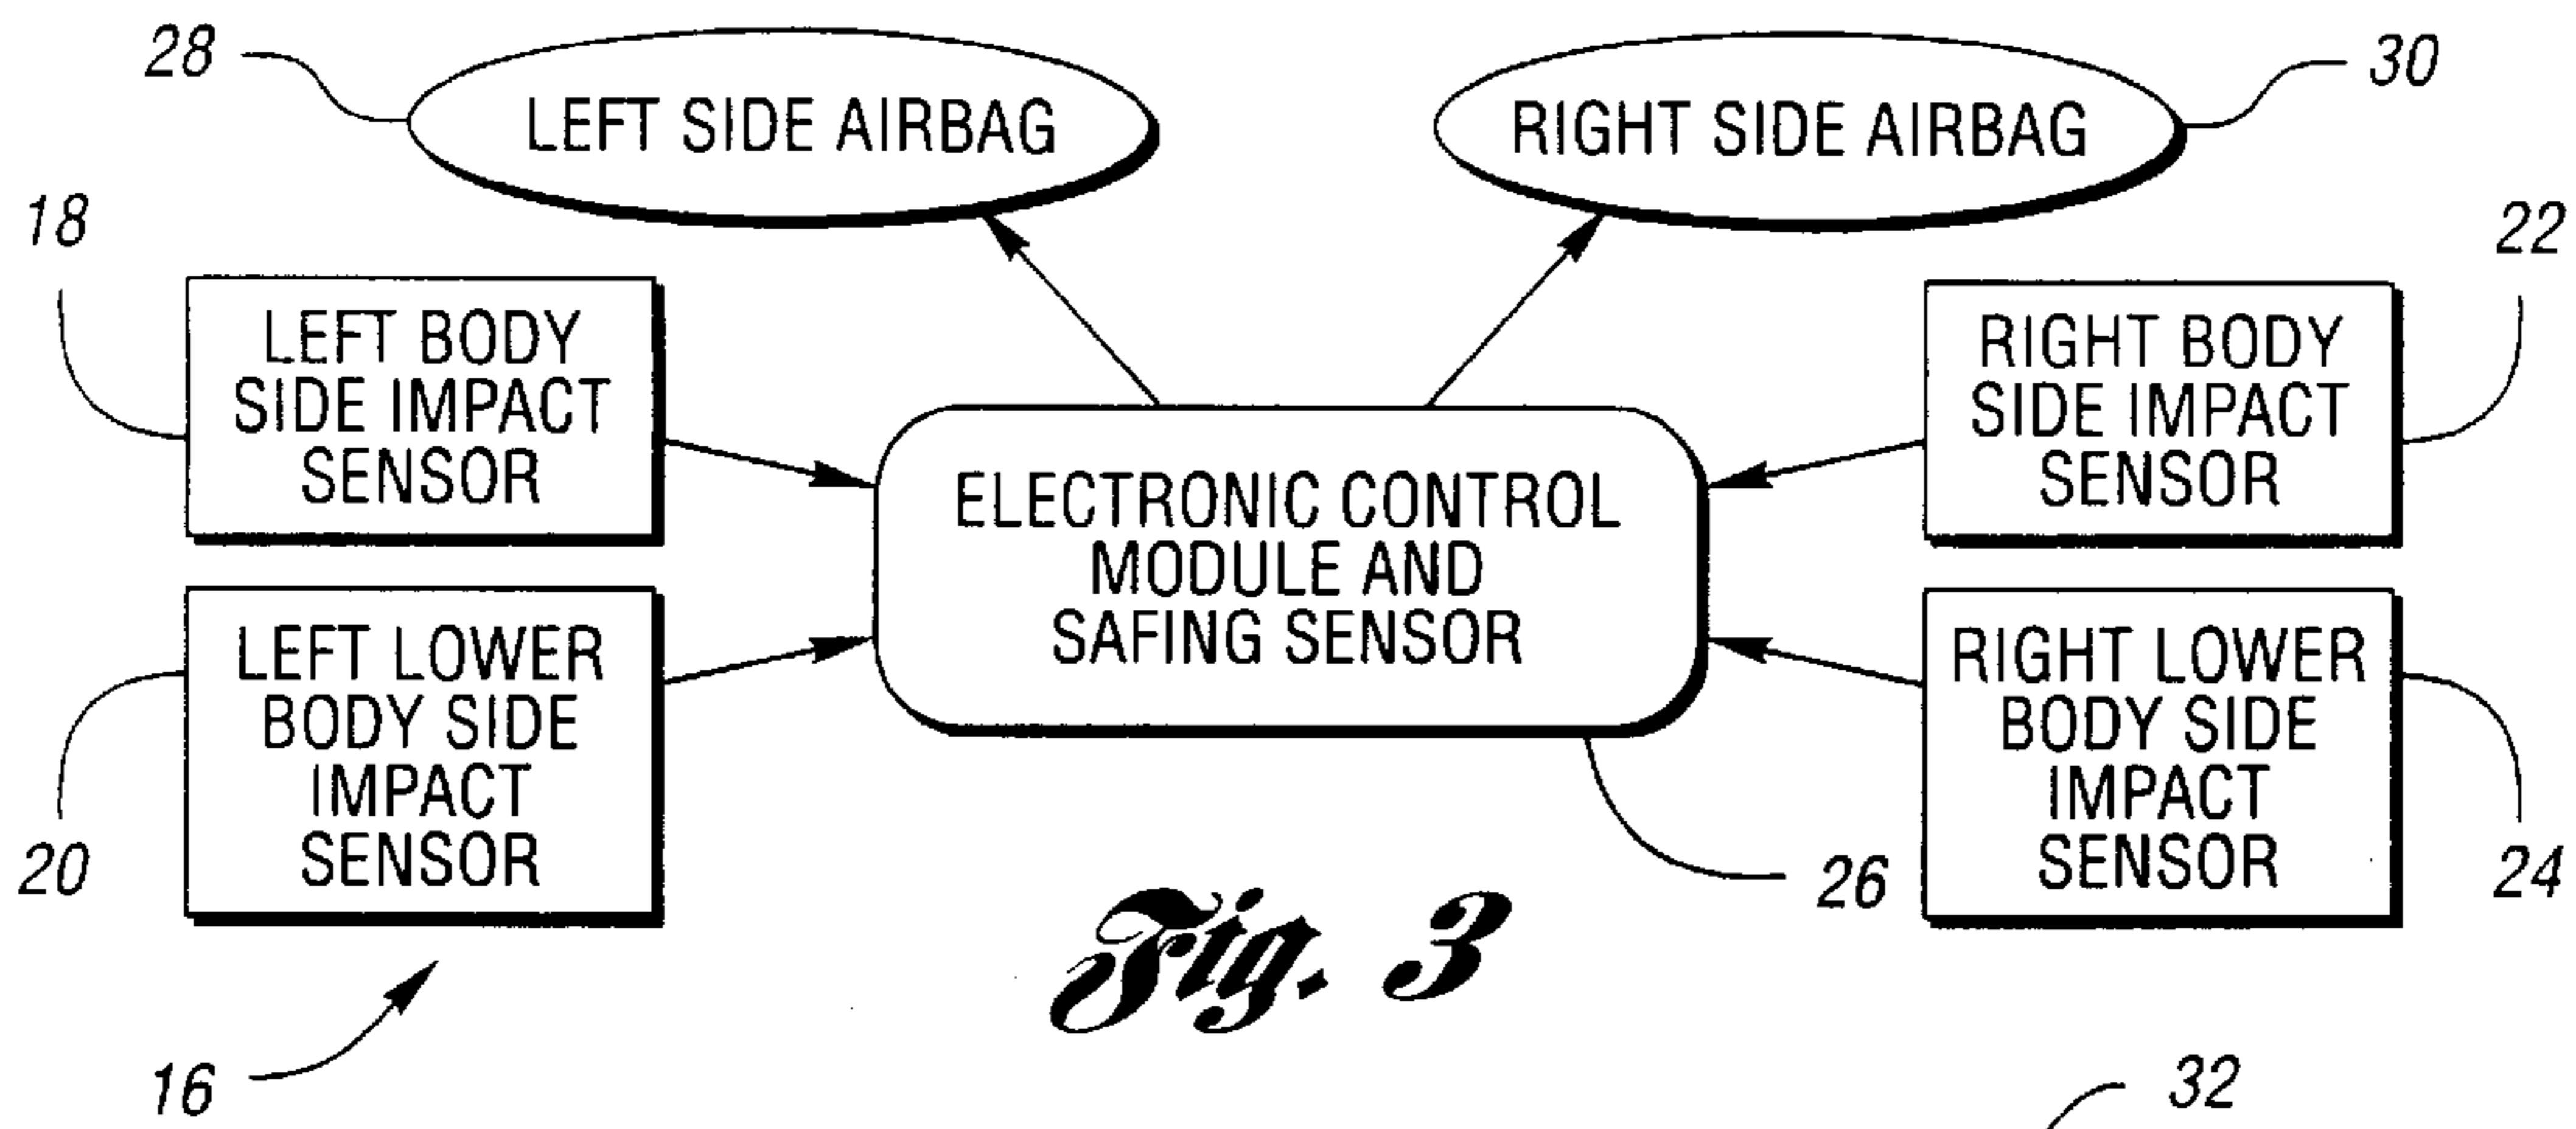 28
LEFT SIDE AIRBAG
RIGHT SIDE AIRBAG
30
18
LEFT BODY
SIDE IMPACT
SENSOR
22
RIGHT BODY
SIDE IMPACT
SENSOR
ELECTRONIC CONTROL
MODULE AND
SAFING SENSOR
20
LEFT LOWER
BODY SIDE
IMPACT
SENSOR
RIGHT LOWER
BODY SIDE
IMPACT
SENSOR
24
26
Fig. 3
16
32